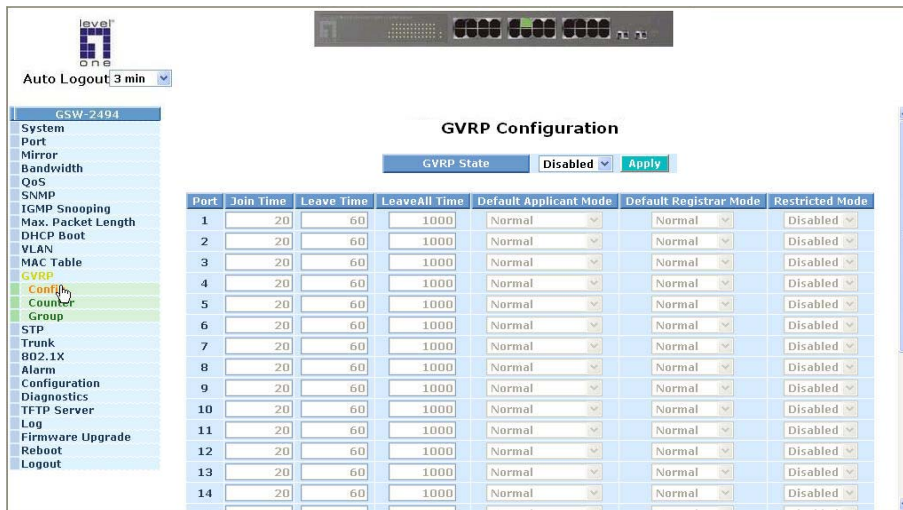 level
one
Auto Logout 3 min
GSW-2494
System
Port
Mirror
Bandwidth
QoS
SNMP
IGMP Snooping
Max. Packet Length
DHCP Boot
VLAN
MAC Table
GVRP
Config
Counter
Group
STP
Trunk
802.1X
Alarm
Configuration
Diagnostics
TFTP Server
Log
Firmware Upgrade
Reboot
Logout
GVRP Configuration
GVRP State Disabled Apply
Port Join Time Leave Time LeaveAll Time Default Applicant Mode Default Registrar Mode Restricted Mode
1 20 60 1000 Normal Normal Disabled
2 20 60 1000 Normal Normal Disabled
3 20 60 1000 Normal Normal Disabled
4 20 60 1000 Normal Normal Disabled
5 20 60 1000 Normal Normal Disabled
6 20 60 1000 Normal Normal Disabled
7 20 60 1000 Normal Normal Disabled
8 20 60 1000 Normal Normal Disabled
9 20 60 1000 Normal Normal Disabled
10 20 60 1000 Normal Normal Disabled
11 20 60 1000 Normal Normal Disabled
12 20 60 1000 Normal Normal Disabled
13 20 60 1000 Normal Normal Disabled
14 20 60 1000 Normal Normal Disabled